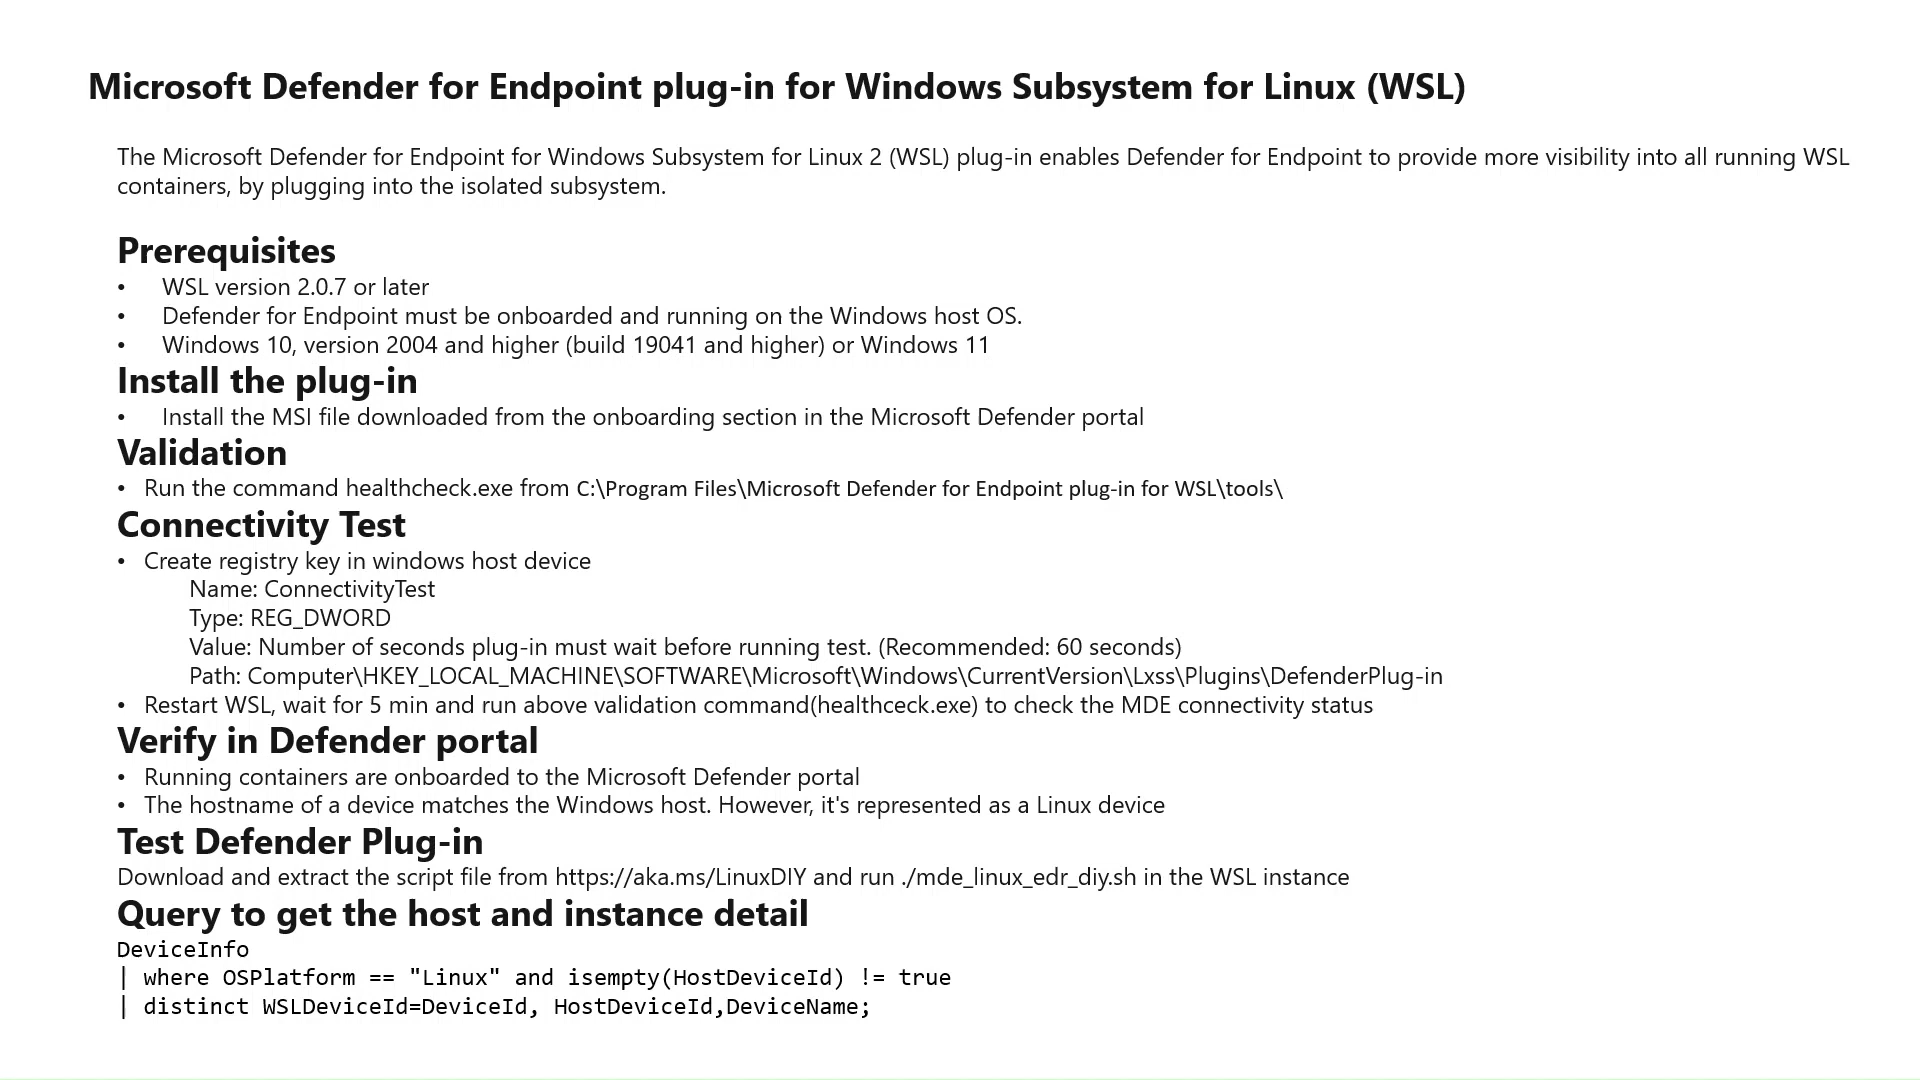 Microsoft Defender for Endpoint plug-in for Windows Subsystem for Linux (WSL)
The Microsoft Defender for Endpoint for Windows Subsystem for Linux 2 (WSL) plug-in enables Defender for Endpoint to provide more visibility into all running WSL
containers, by plugging into the isolated subsystem.
Prerequisites
• WSL version 2.0.7 or later
• Defender for Endpoint must be onboarded and running on the Windows host OS.
• Windows 10, version 2004 and higher (build 19041 and higher) or Windows 11
Install the plug-in
• Install the MSI file downloaded from the onboarding section in the Microsoft Defender portal
Validation
• Run the command healthcheck.exe from C:\Program Files\Microsoft Defender for Endpoint plug-in for WSL\tools\
Connectivity Test
• Create registry key in windows host device
Name: ConnectivityTest
Type: REG_DWORD
Value: Number of seconds plug-in must wait before running test. (Recommended: 60 seconds)
Path: Computer\HKEY_LOCAL_MACHINE\SOFTWARE\Microsoft\Windows\CurrentVersion\Lxss\Plugins\DefenderPlug-in
• Restart WSL, wait for 5 min and run above validation command(healthceck.exe) to check the MDE connectivity status
Verify in Defender portal
• Running containers are onboarded to the Microsoft Defender portal
• The hostname of a device matches the Windows host. However, it's represented as a Linux device
Test Defender Plug-in
Download and extract the script file from https://aka.ms/LinuxDIY and run ./mde_linux_edr_diy.sh in the WSL instance
Query to get the host and instance detail
DeviceInfo
| where OSPlatform == "Linux" and isempty(HostDeviceId) != true
| distinct WSLDeviceId=DeviceId, HostDeviceId,DeviceName;